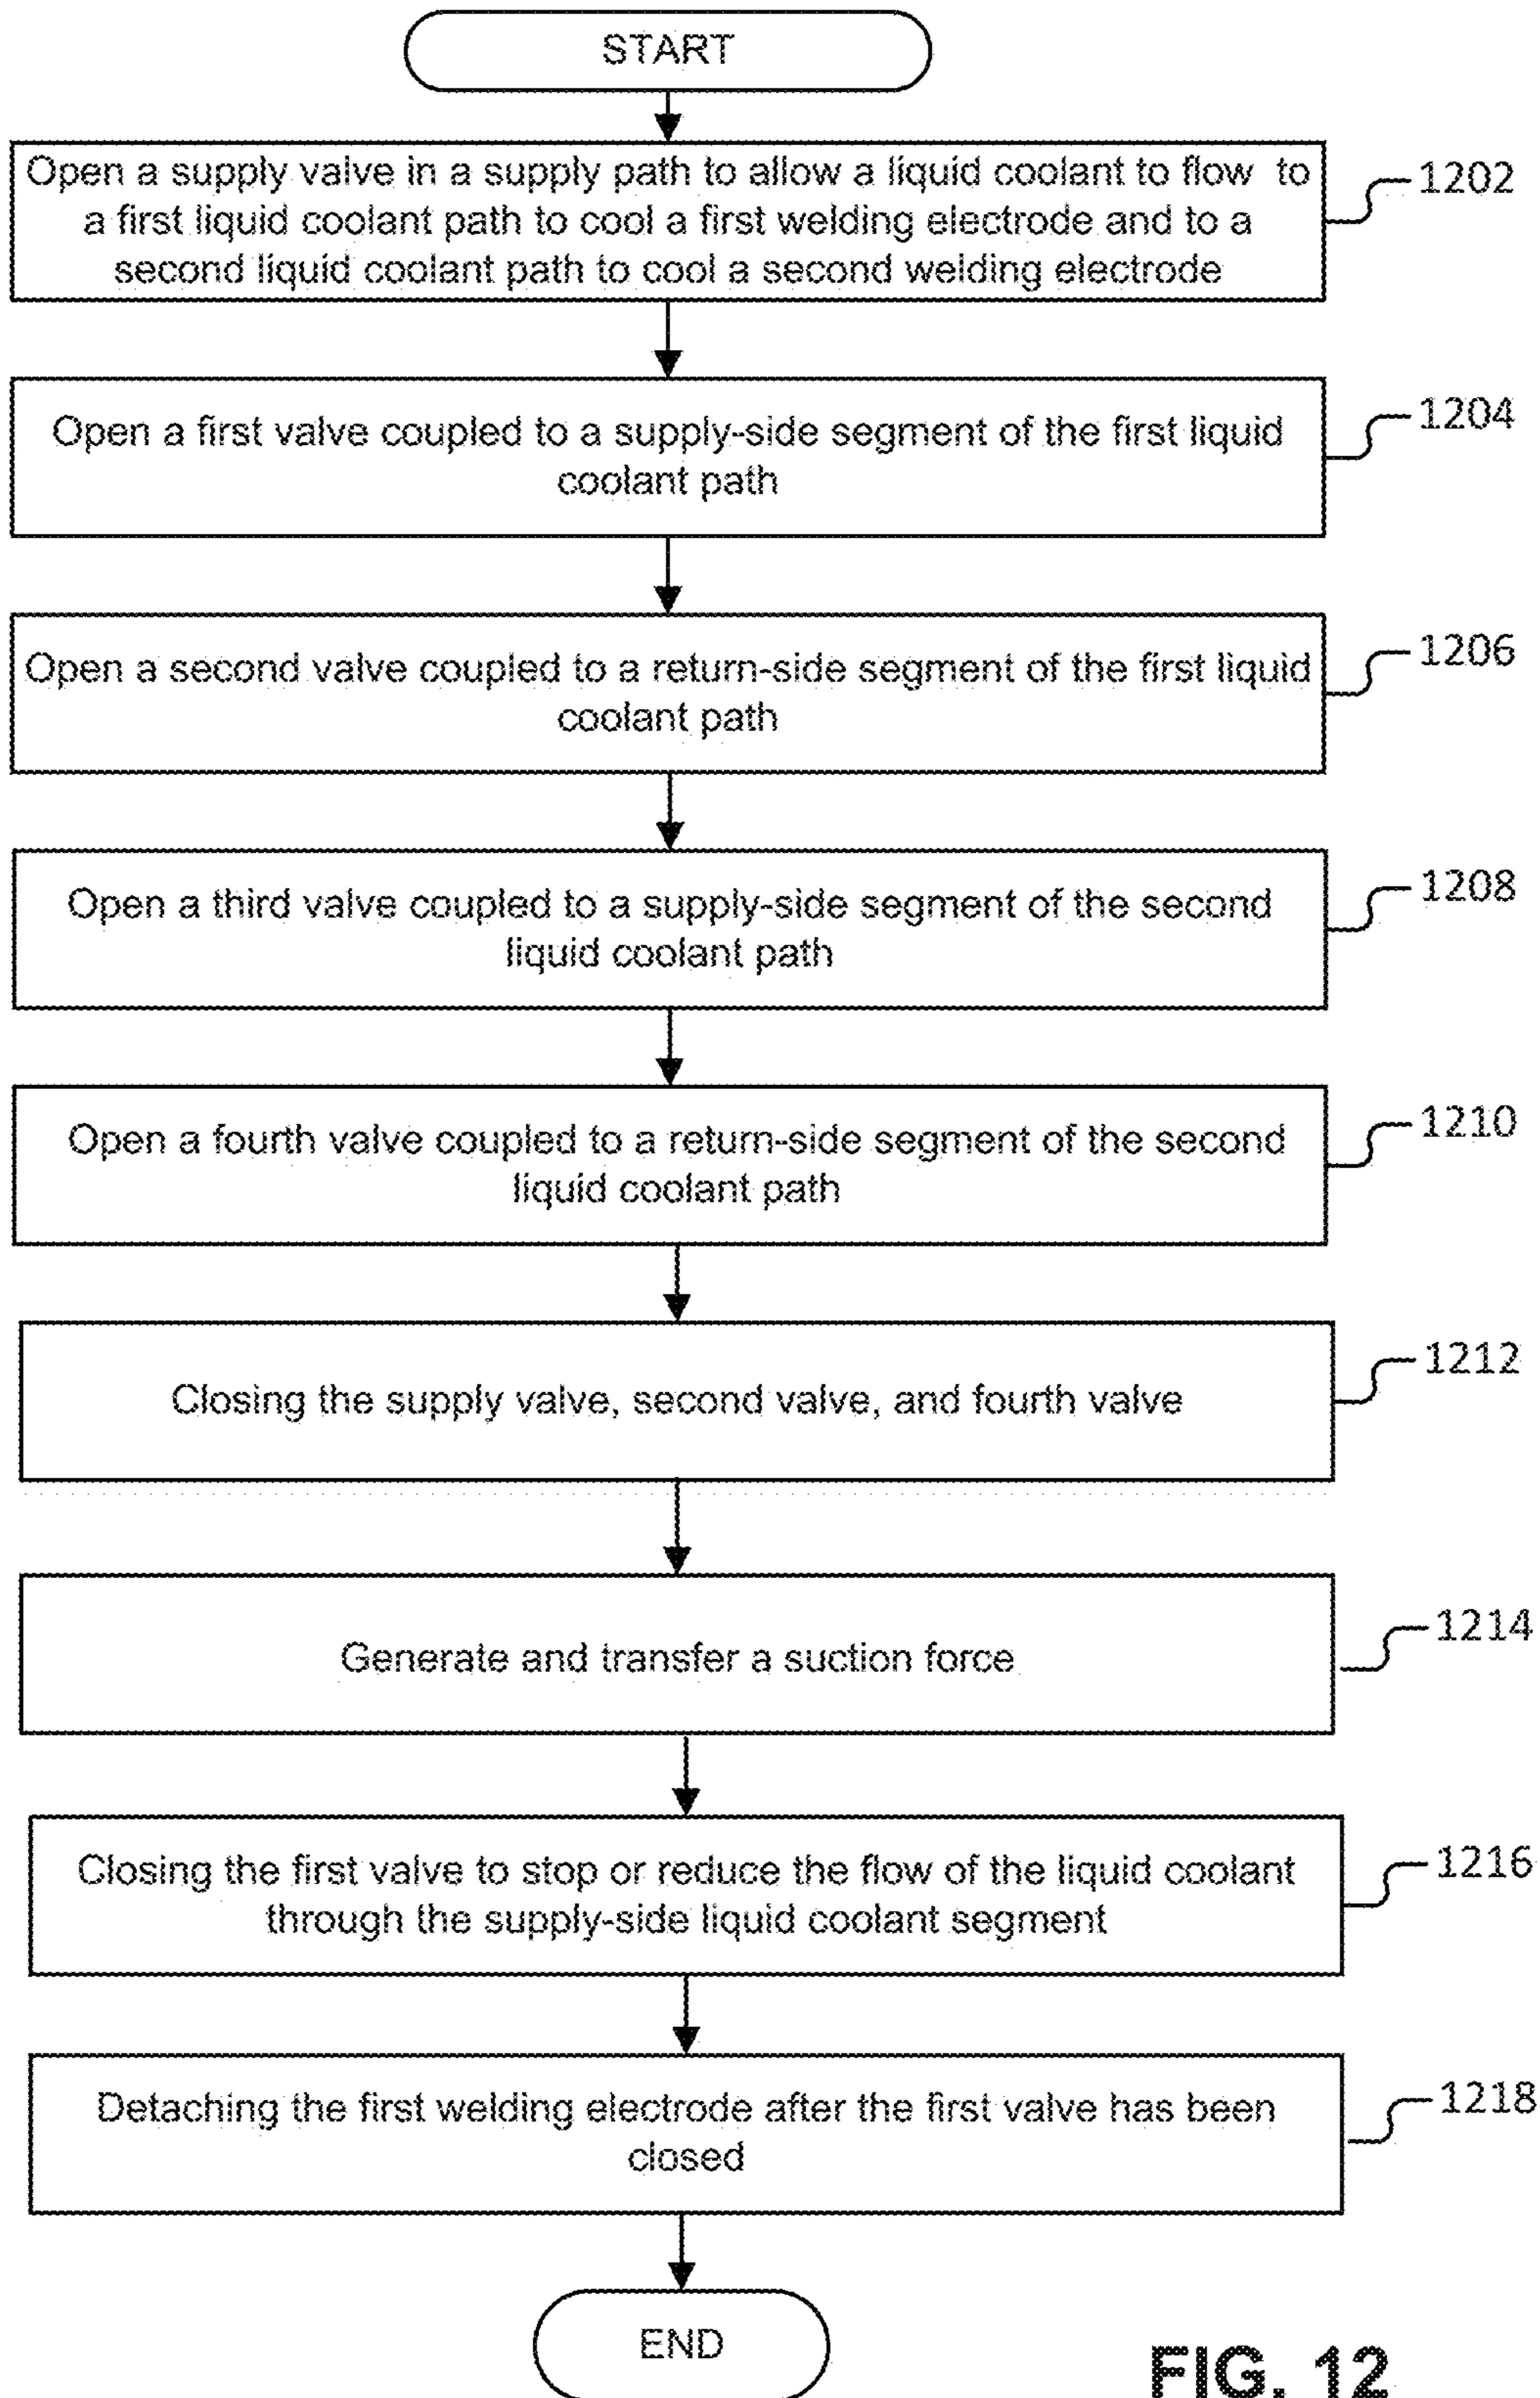 START
Open a supply valve in a supply path to allow a liquid coolant to flow to
a first liquid coolant path to cool a first welding electrode and to a
second liquid coolant path to cool a second welding electrode
1202
Open a first valve coupled to a supply-side segment of the first liquid
coolant path
1204
Open a second valve coupled to a return-side segment of the first liquid
coolant path
1206
Open a third valve coupled to a supply-side segment of the second
liquid coolant path
1208
Open a fourth valve coupled to a return-side segment of the second
liquid coolant path
1210
Closing the supply valve, second valve, and fourth valve
1212
Generate and transfer a suction force
1214
Closing the first valve to stop or reduce the flow of the liquid coolant
through the supply-side liquid coolant segment
1216
Detaching the first welding electrode after the first valve has been
closed
1218
END
FIG. 12